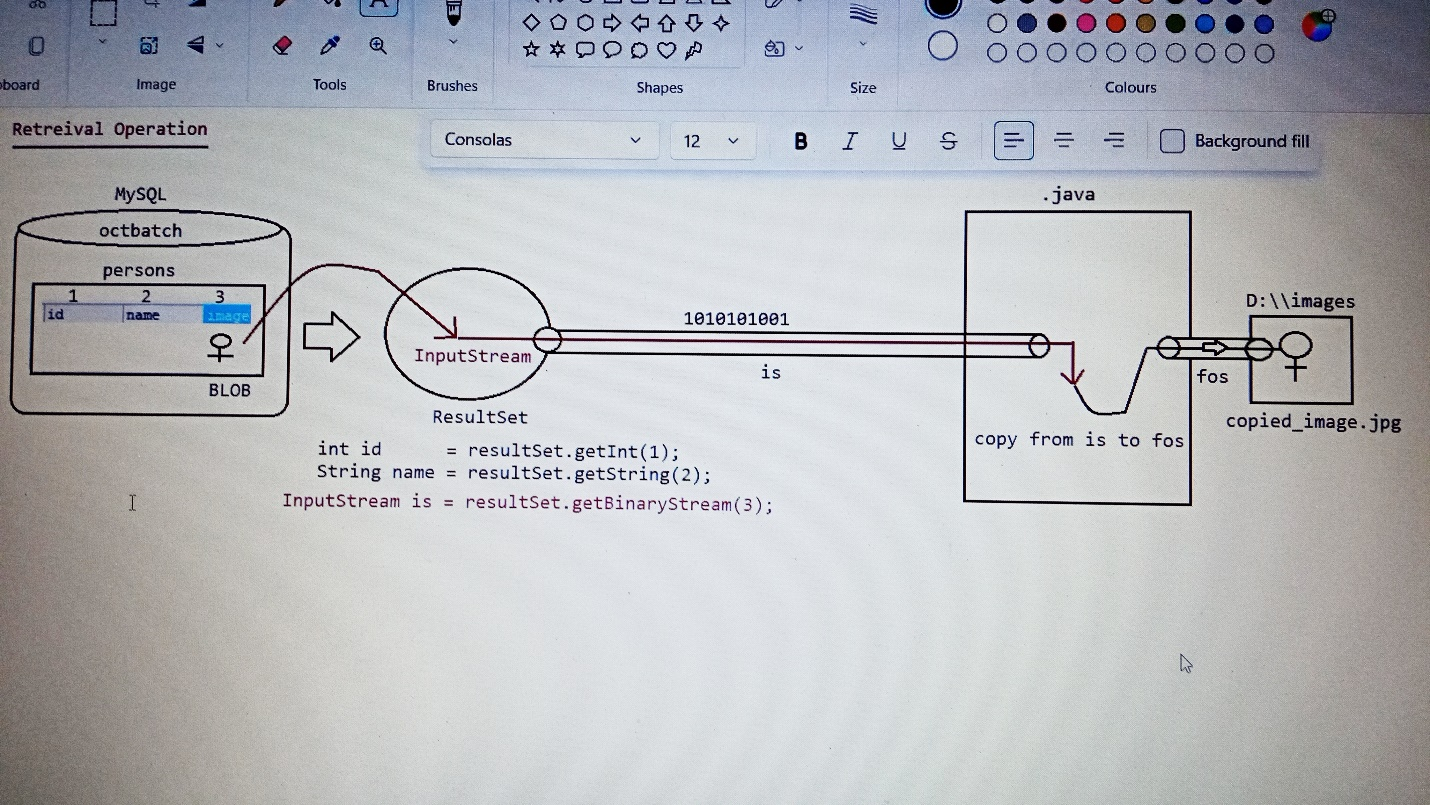 Image
Tools
Brushes
Shapes
Size
Colours
Retreival Operation
Consolas
12
B I U S
Background fill
MySQL
octbatch
persons
1 2 3
id name image
BLOB
InputStream
ResultSet
1010101001
is
.java
copy from is to fos
fos
D:\\images
copied_image.jpg
int id = resultSet.getInt(1);
String name = resultSet.getString(2);
InputStream is = resultSet.getBinaryStream(3);